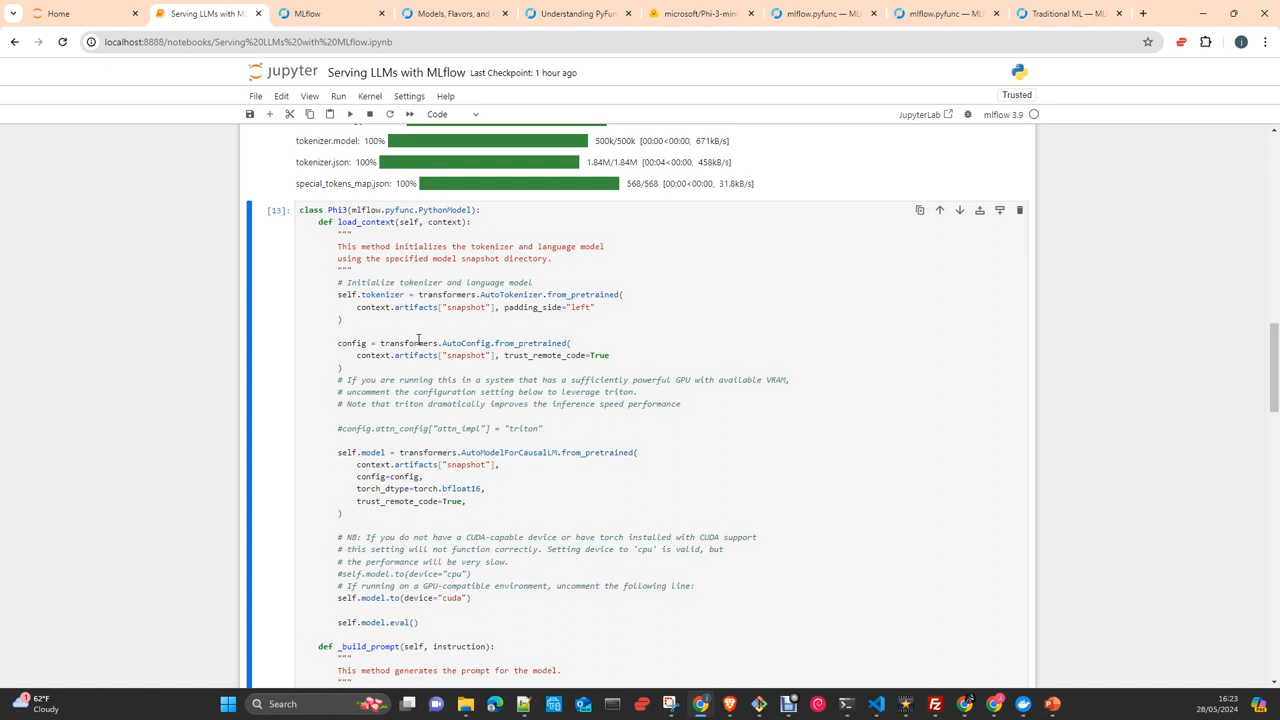 Home
Serving LLMs with ML
MLflow
Models, Flavors, and
Understanding PyFun
microsoft/Phi-3-mini
mlflow.pyfunc — ML
mlflow.pyfunc — ML
Traditional ML — ML
localhost:8888/notebooks/Serving%20LLMs%20with%20MLflow.ipynb
jupyter Serving LLMs with MLflow Last Checkpoint: 1 hour ago
Trusted
File Edit View Run Kernel Settings Help
Code
JupyterLab
mlflow 3.9
tokenizer.model: 100% 500k/500k [00:00<00:00, 671kB/s]
tokenizer.json: 100% 1.84M/1.84M [00:04<00:00, 458kB/s]
special_tokens_map.json: 100% 568/568 [00:00<00:00, 31.8kB/s]
[13]: class Phi3(mlflow.pyfunc.PythonModel):
def load_context(self, context):
"""
This method initializes the tokenizer and language model
using the specified model snapshot directory.
"""
# Initialize tokenizer and language model
self.tokenizer = transformers.AutoTokenizer.from_pretrained(
context.artifacts["snapshot"], padding_side="left"
)
config = transformers.AutoConfig.from_pretrained(
context.artifacts["snapshot"], trust_remote_code=True
)
# If you are running this in a system that has a sufficiently powerful GPU with available VRAM,
# uncomment the configuration setting below to leverage triton.
# Note that triton dramatically improves the inference speed performance
#config.attn_config["attn_impl"] = "triton"
self.model = transformers.AutoModelForCausalLM.from_pretrained(
context.artifacts["snapshot"],
config=config,
torch_dtype=torch.bfloat16,
trust_remote_code=True,
)
# NB: If you do not have a CUDA-capable device or have torch installed with CUDA support
# this setting will not function correctly. Setting device to 'cpu' is valid, but
# the performance will be very slow.
#self.model.to(device="cpu")
# If running on a GPU-compatible environment, uncomment the following line:
self.model.to(device="cuda")
self.model.eval()
def _build_prompt(self, instruction):
"""
This method generates the prompt for the model.
"""
62°F
Cloudy
Search
16:23
28/05/2024